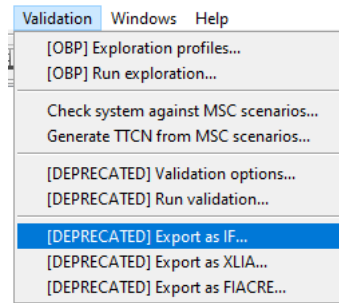 Validation Windows Help
[OBP] Exploration profiles...
[OBP] Run exploration...
Check system against MSC scenarios...
Generate TTCN from MSC scenarios...
[DEPRECATED] Validation options...
[DEPRECATED] Run validation...
[DEPRECATED] Export as IF...
[DEPRECATED] Export as XLIA...
[DEPRECATED] Export as FIACRE...